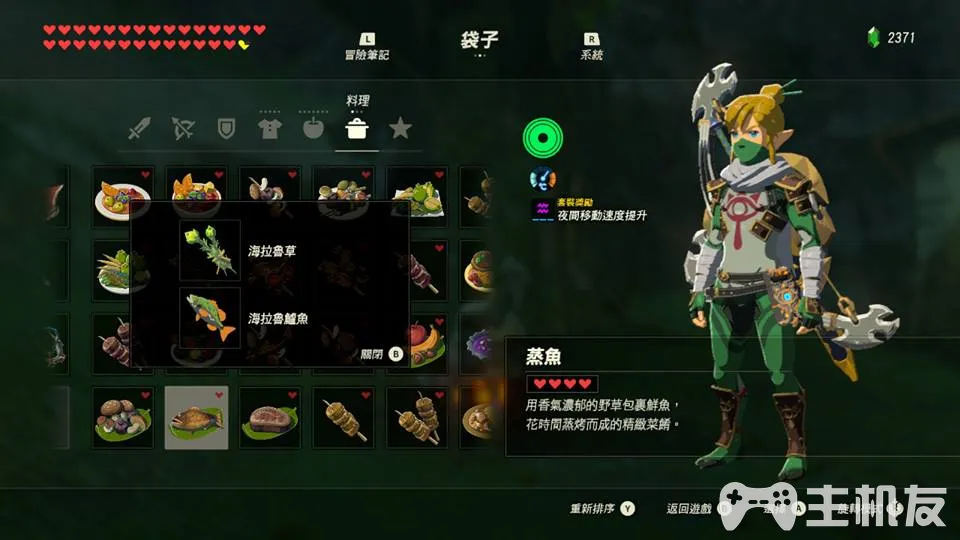 L
冒險筆記
袋子
R
系統
2371
料理
海拉魯草
海拉魯鱸魚
關閉 B
套裝獎勵
夜間移動速度提升
蒸魚
用香氣濃郁的野草包裹鮮魚，
花時間蒸烤而成的精緻菜餚。
重新排序 Y
返回遊戲 B
選擇 A
主机友